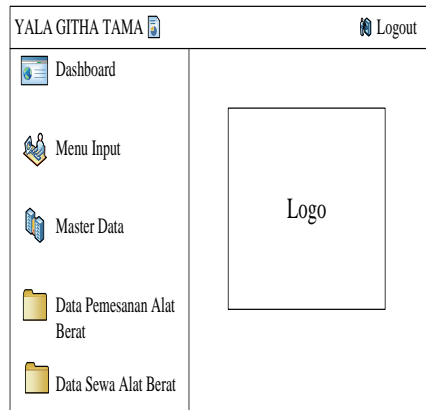 YALA GITHA TAMA
Logout
Dashboard
Menu Input
Master Data
Data Pemesanan Alat
Berat
Data Sewa Alat Berat
Logo